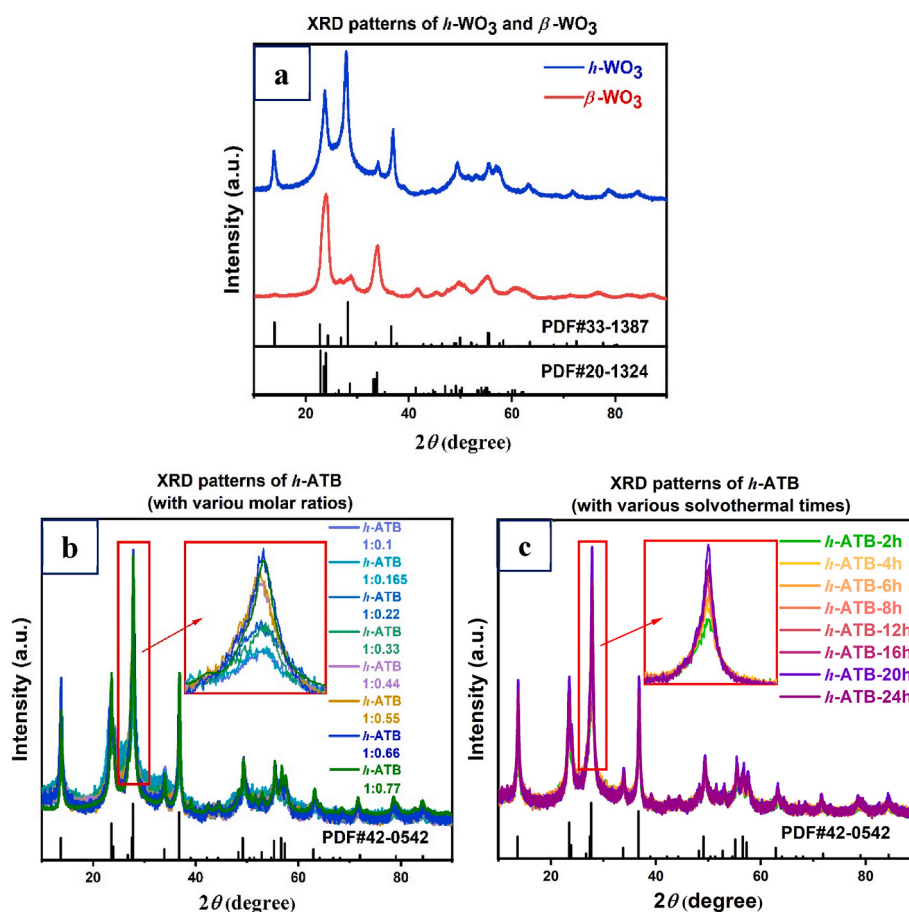 XRD patterns of h-WO3 and β-WO3
a
h-WO3
β-WO3
Intensity (a.u.)
PDF#33-1387
PDF#20-1324
20 40 60 80
2θ (degree)
XRD patterns of h-ATB
(with variou molar ratios)
b
h-ATB
1:0.1
h-ATB
1:0.165
h-ATB
1:0.22
h-ATB
1:0.33
h-ATB
1:0.44
h-ATB
1:0.55
h-ATB
1:0.66
h-ATB
1:0.77
Intensity (a.u.)
PDF#42-0542
20 40 60 80
2θ (degree)
XRD patterns of h-ATB
(with various solvothermal times)
c
h-ATB-2h
h-ATB-4h
h-ATB-6h
h-ATB-8h
h-ATB-12h
h-ATB-16h
h-ATB-20h
h-ATB-24h
Intensity (a.u.)
PDF#42-0542
20 40 60 80
2θ (degree)